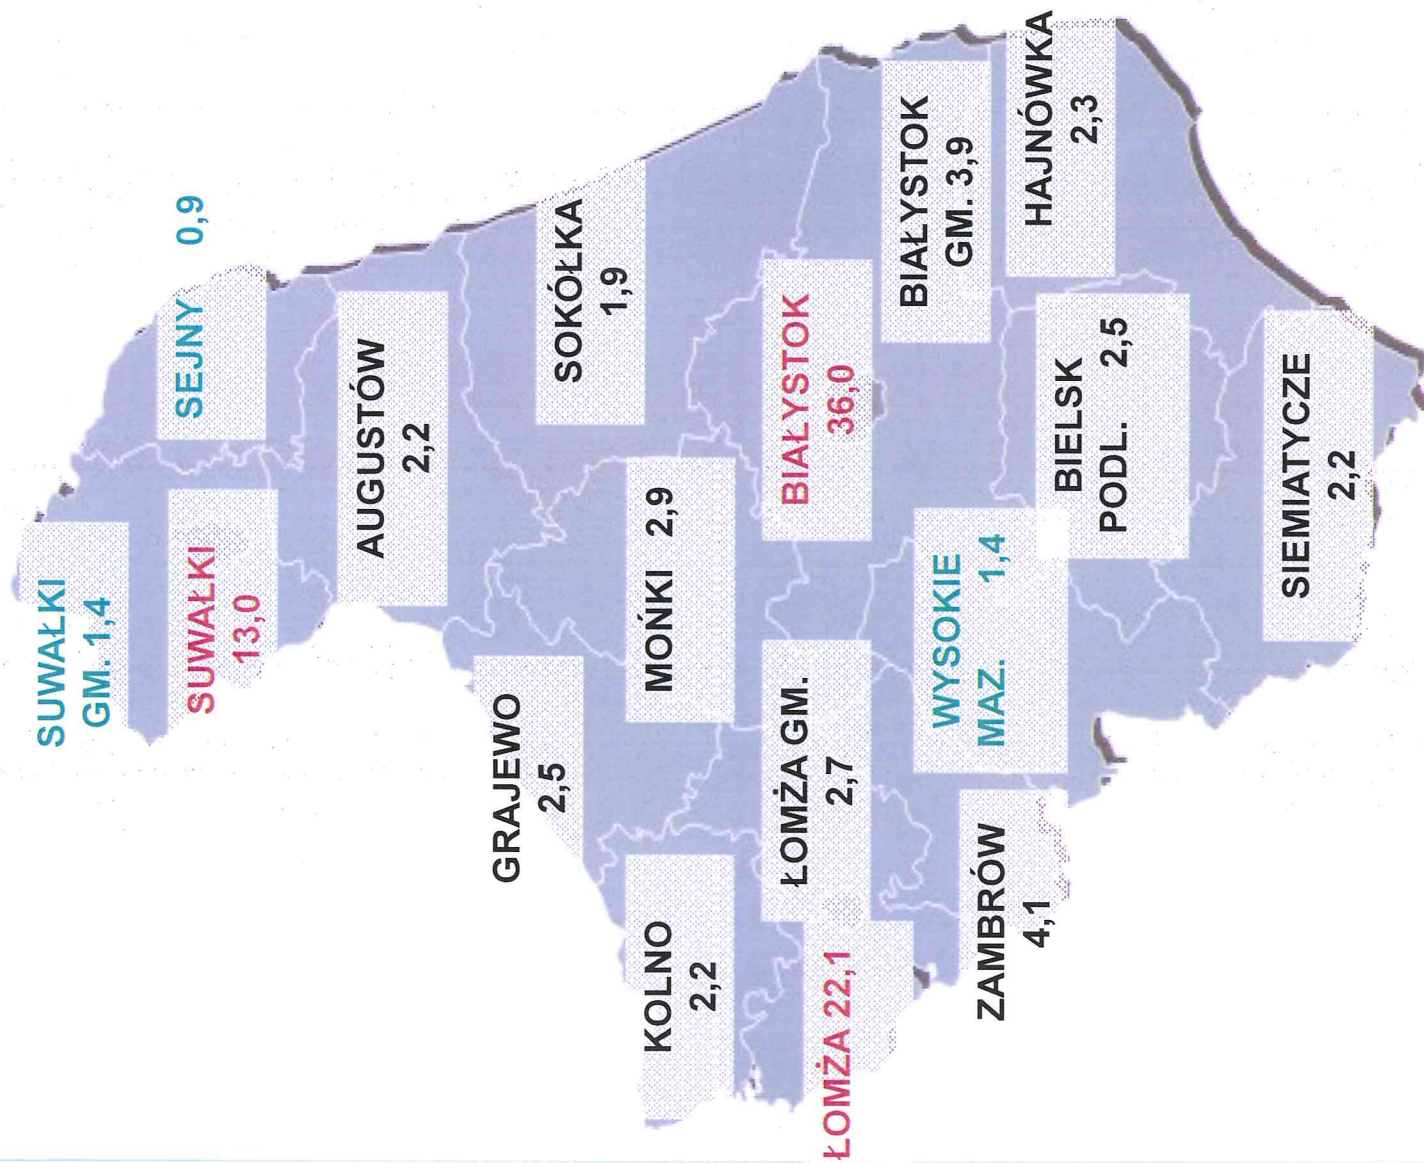 SUWAŁKI
GM. 1,4
SEJNY 0,9
SUWAŁKI
13,0
AUGUSTÓW
2,2
GRAJEWO
2,5
SOKÓŁKA
1,9
KOLNO
2,2
MOŃKI 2,9
ŁOMŻA GM.
2,7
BIAŁYSTOK
36,0
ŁOMŻA 22,1
BIAŁYSTOK
GM. 3,9
WYSOKIE
MAZ. 1,4
ZAMBRÓW
4,1
HAJNÓWKA
2,3
BIELSK
PODL. 2,5
SIEMIATYCZE
2,2